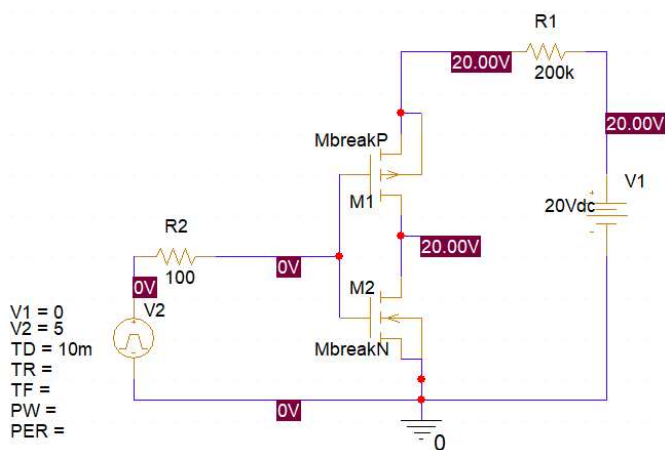 R1
20.00V
200k
20.00V
MbreakP
V1
M1
20Vdc
R2
20.00V
100
0V
0V
M2
V2
V1 = 0
V2 = 5
TD = 10m
TR =
TF =
PW =
PER =
MbreakN
0V
0